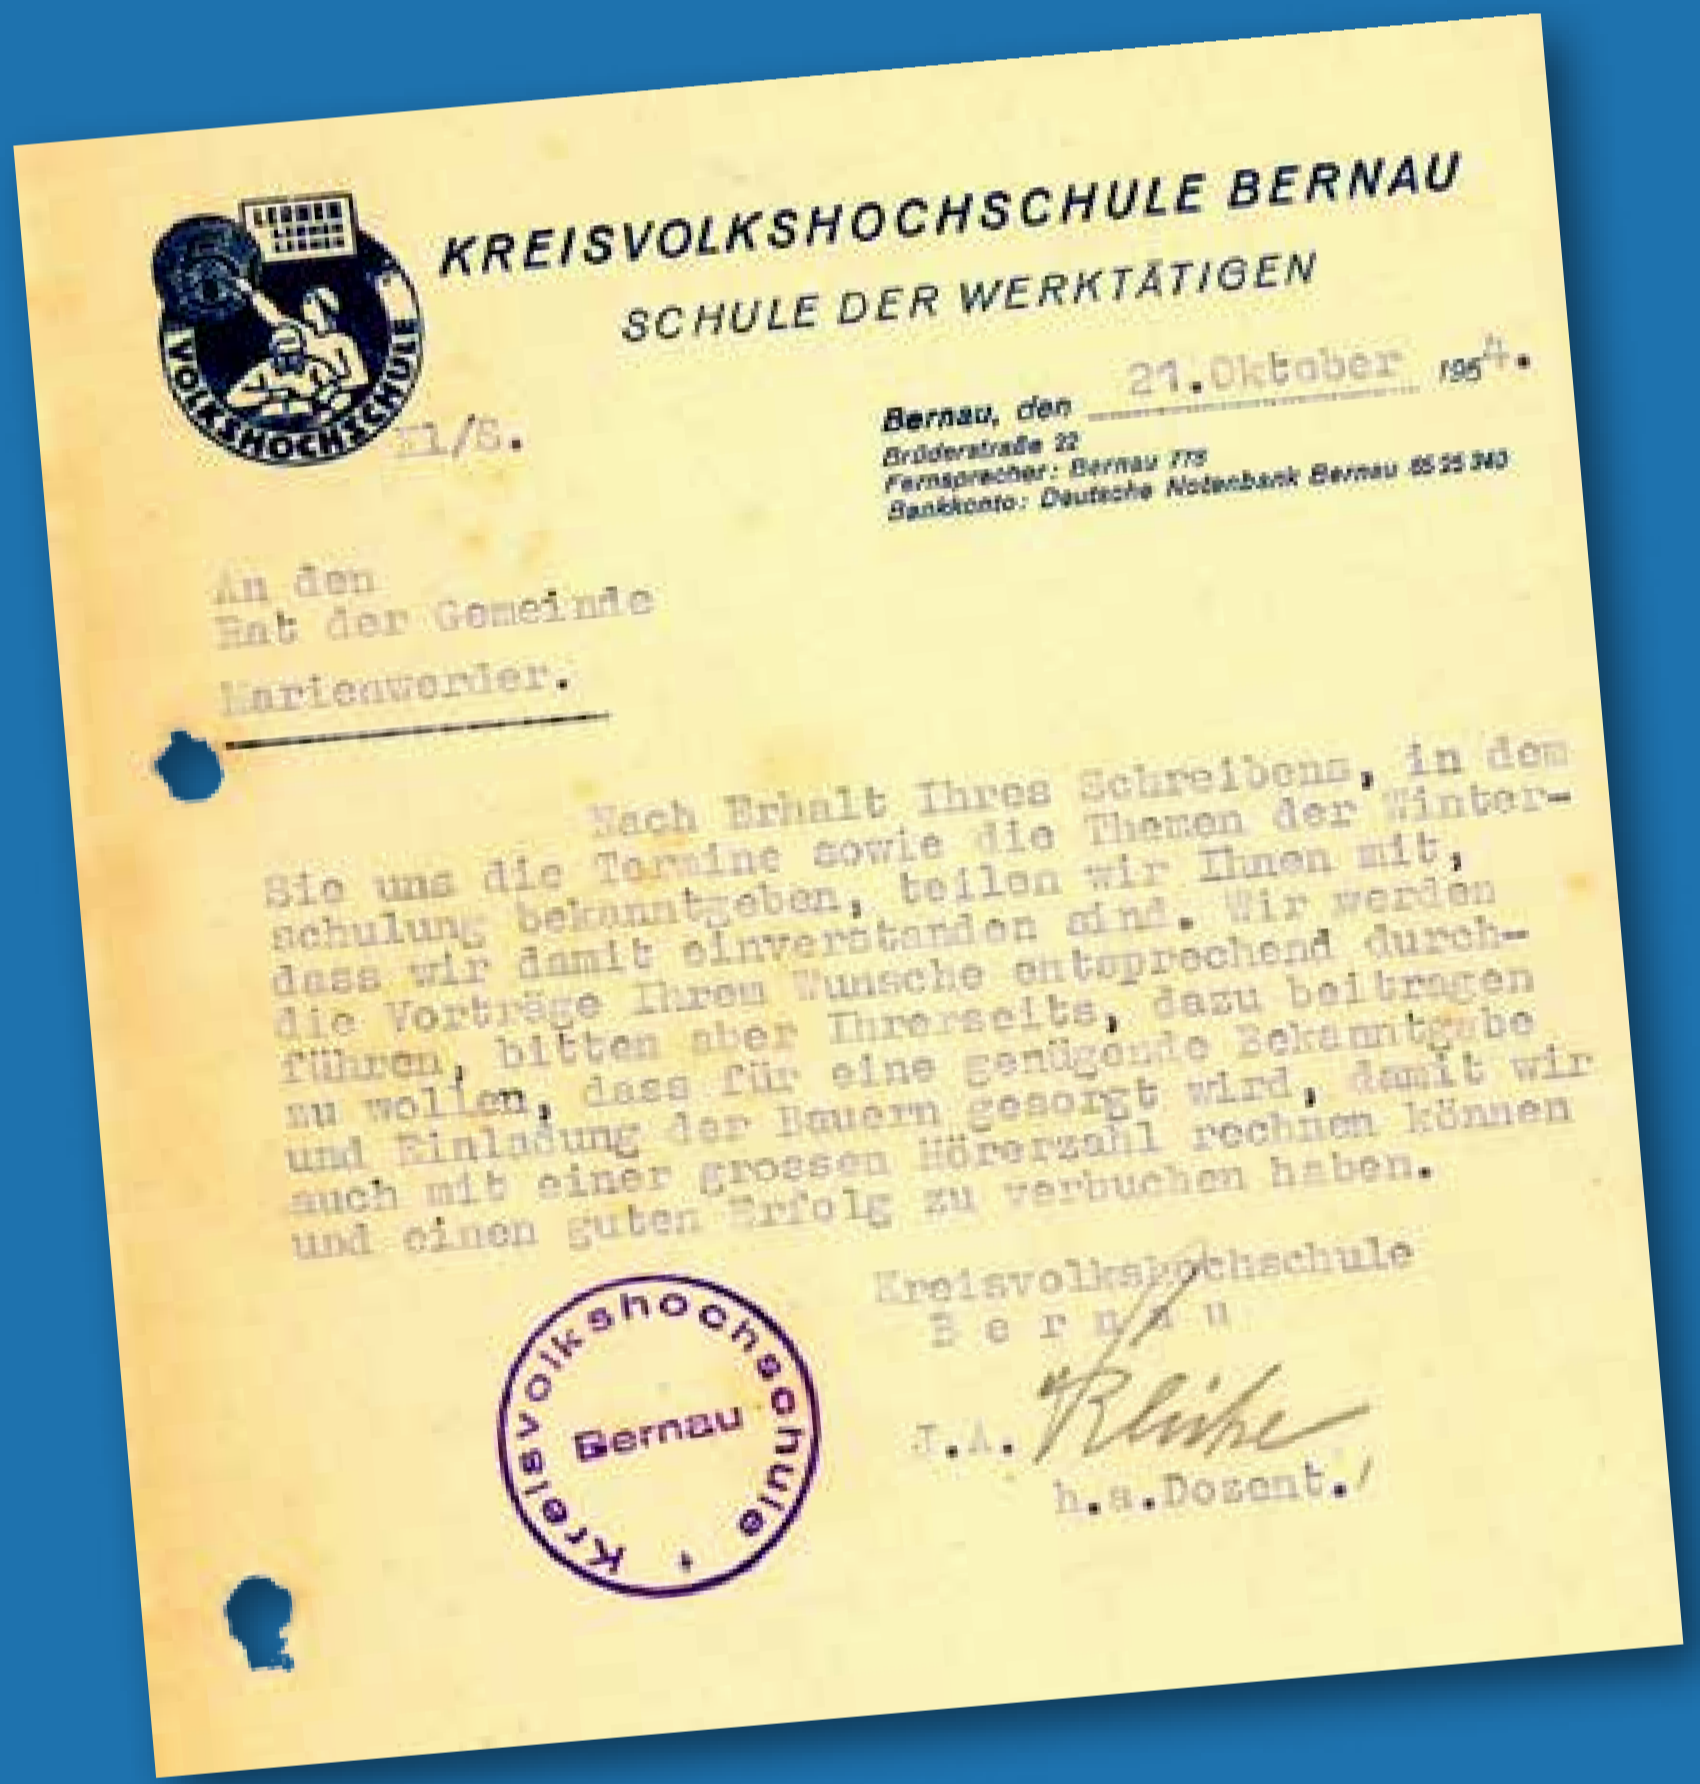 KREISVOLKSHOCHSCHULE BERNAU
SCHULE DER WERKTÄTIGEN
VOLKSHOCHSCHULE
Bernau, den 21.Oktober 1954.
Brüderstraße 22
Fernsprecher: Bernau 775
Bankkonto: Deutsche Notenbank Bernau
/S.
An den
Rat der Gemeinde
Marienwerder.
Nach Erhalt Ihres Schreibens, in dem
Sie uns die Termine sowie die Themen der Winter-
schulung bekanntgeben, teilen wir Ihnen mit,
dass wir damit einverstanden sind. Wir werden
die Vorträge Ihrem Wunsche entsprechend durch-
führen, bitten aber Ihrerseits, dazu beitragen
zu wollen, dass für eine genügende Bekanntgabe
und Einladung der Bauern gesorgt wird, damit wir
auch mit einer grossen Hörerzahl rechnen können
und einen guten Erfolg zu verbuchen haben.
Kreisvolkshochschule
B e r n a u
J.A.
h.a.Dozent.
Kreisvolkshochschule
Bernau